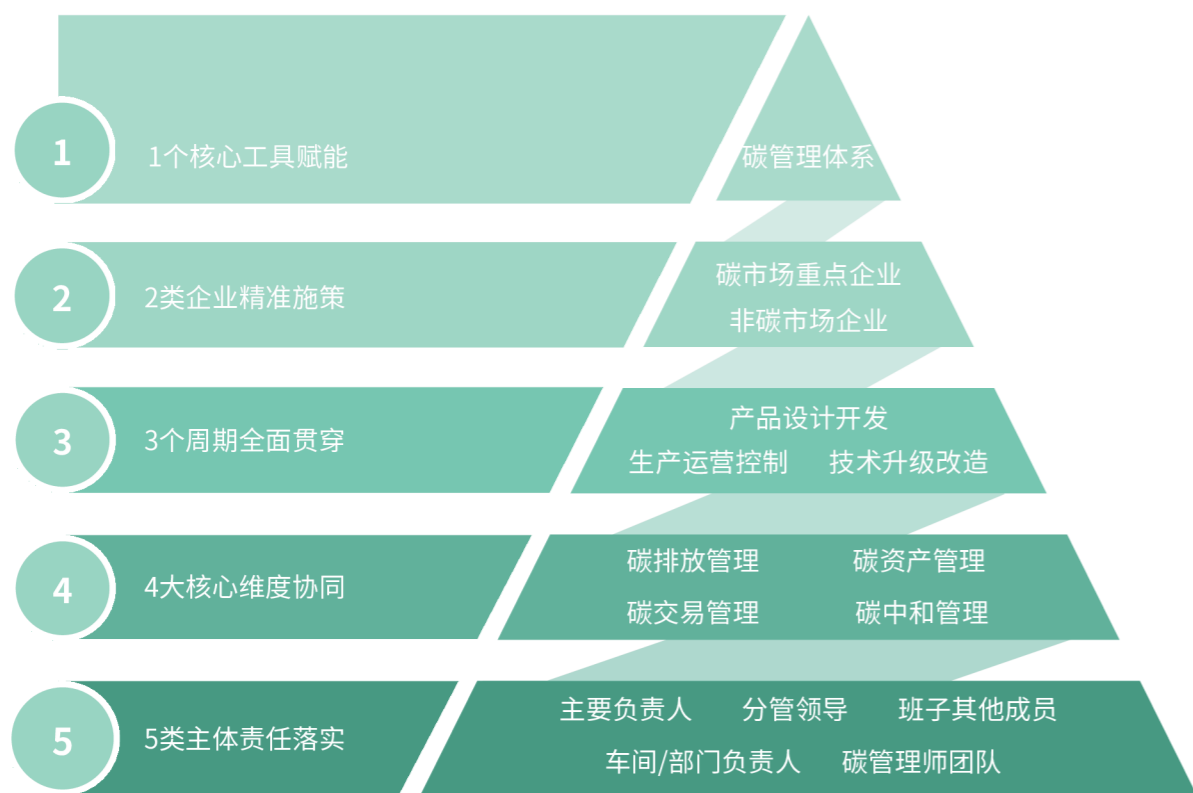 1
1个核心工具赋能
碳管理体系
2
2类企业精准施策
碳市场重点企业
非碳市场企业
3
3个周期全面贯穿
产品设计开发
生产运营控制 技术升级改造
4
4大核心维度协同
碳排放管理 碳资产管理
碳交易管理 碳中和管理
5
5类主体责任落实
主要负责人 分管领导 班子其他成员
车间/部门负责人 碳管理师团队